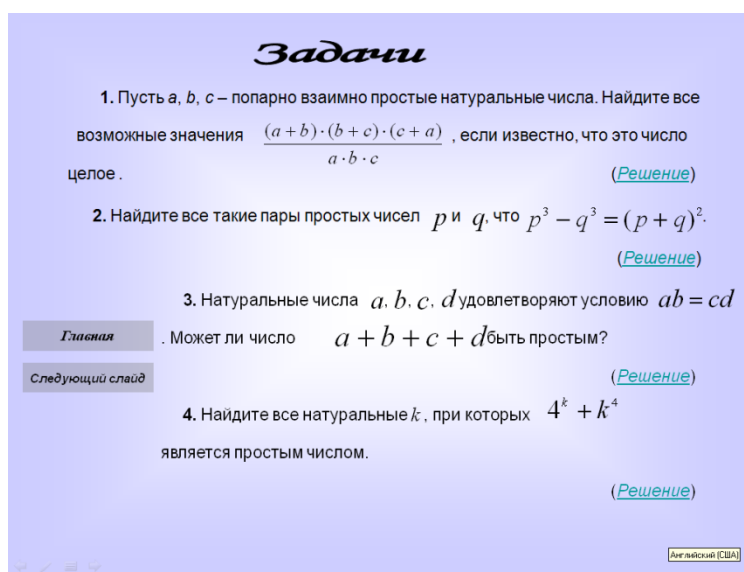 Задачи
1. Пусть a, b, c – попарно взаимно простые натуральные числа. Найдите все
возможные значения (a + b)·(b + c)·(c + a) / a·b·c , если известно, что это число
целое . (Решение)
2. Найдите все такие пары простых чисел p и q, что p³ − q³ = (p + q)².
(Решение)
3. Натуральные числа a, b, c, d удовлетворяют условию ab = cd
Главная
. Может ли число a + b + c + d быть простым?
Следующий слайд
(Решение)
4. Найдите все натуральные k , при которых 4ᵏ + k⁴
является простым числом.
(Решение)
Английский (США)